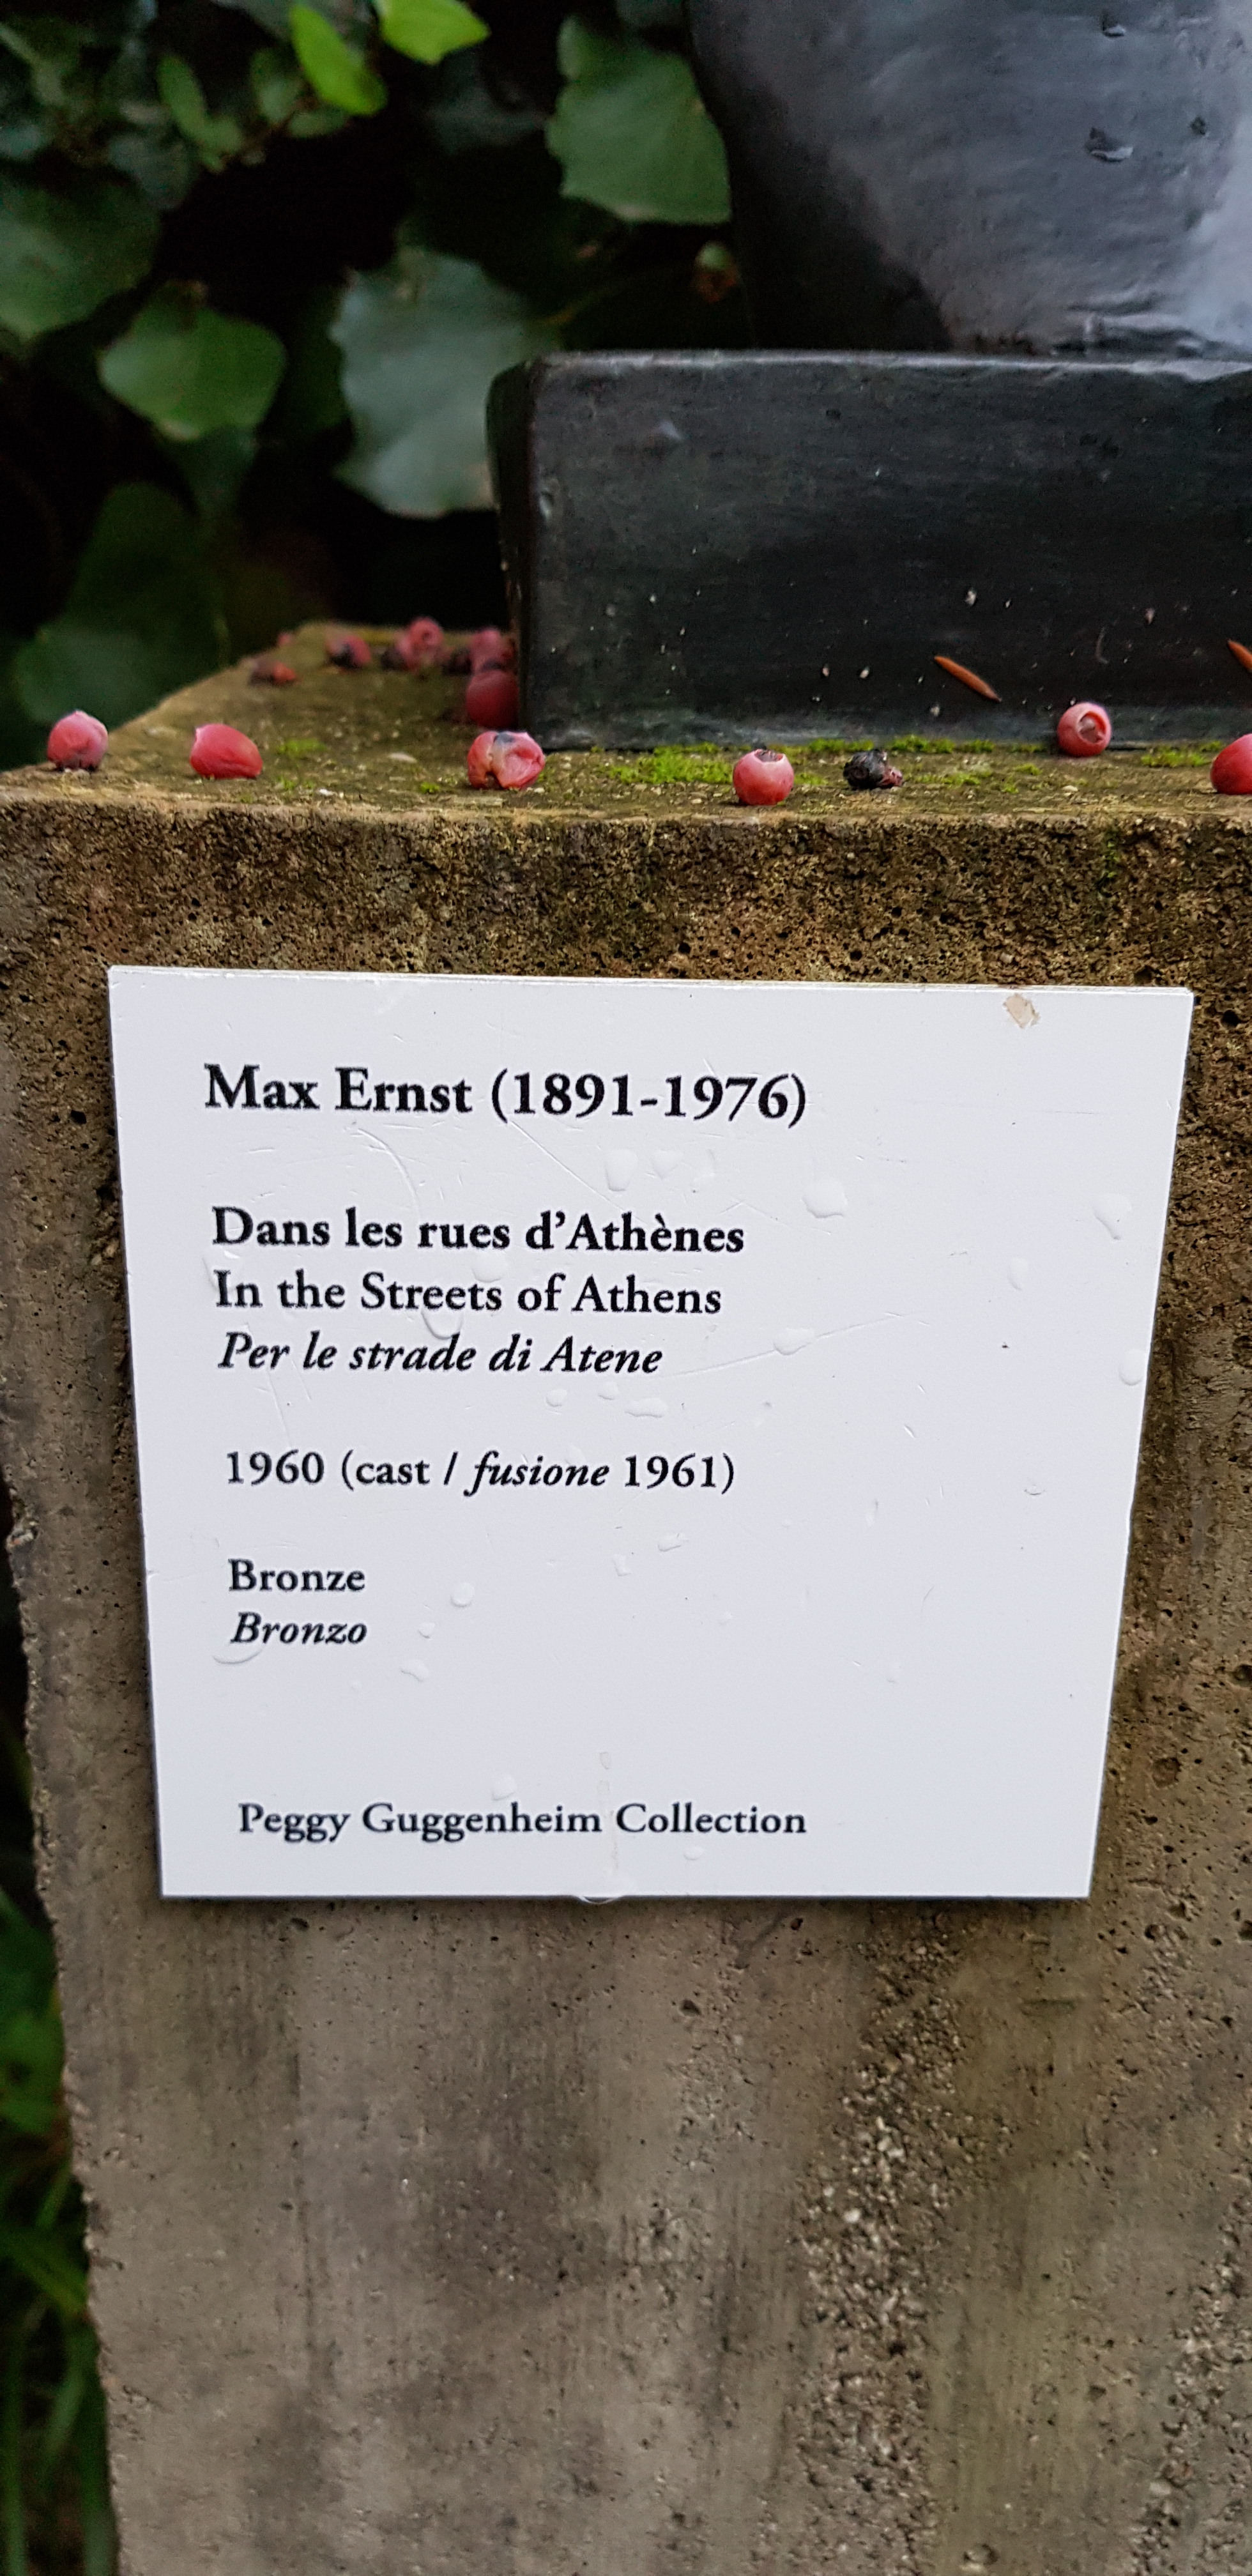 Max Ernst (1891-1976)
Dans les rues d’Athènes
In the Streets of Athens
Per le strade di Atene
1960 (cast / fusione 1961)
Bronze
Bronzo
Peggy Guggenheim Collection